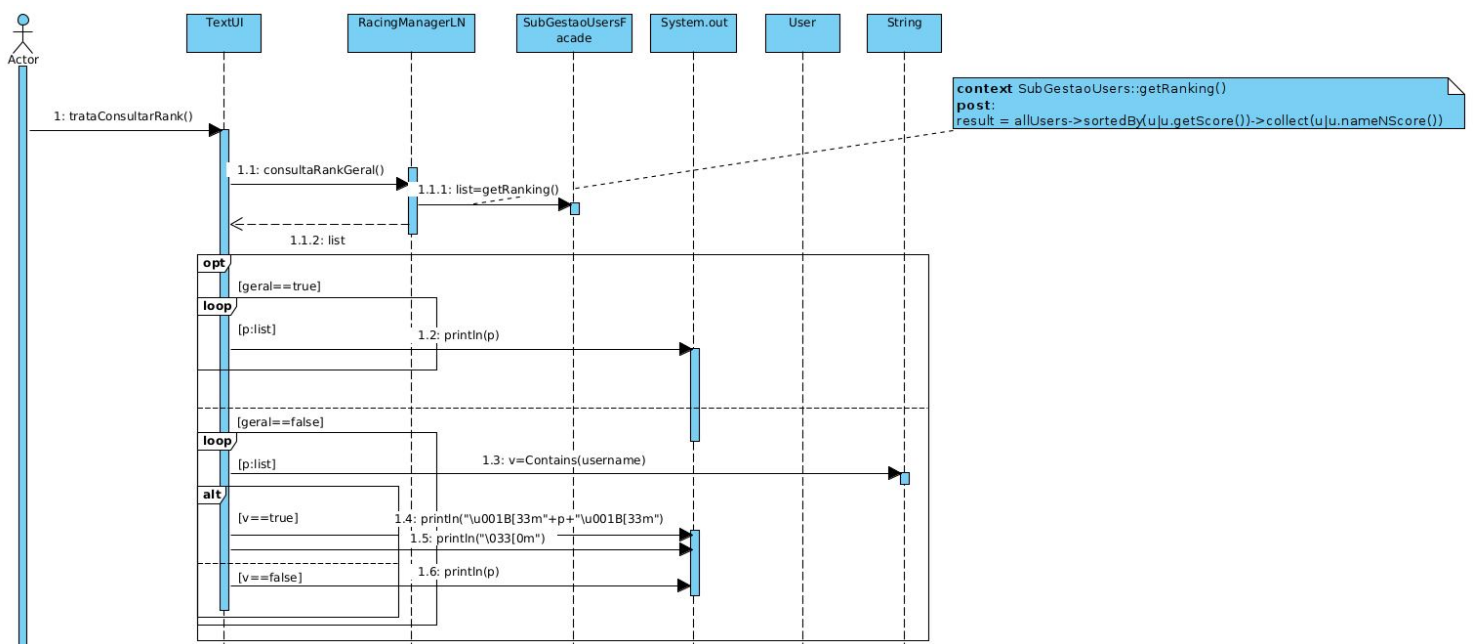 Actor
TextUI
RacingManagerLN
SubGestaoUsersF
acade
System.out
User
String
context SubGestaoUsers::getRanking()
post:
result = allUsers->sortedBy(u|u.getScore())->collect(u|u.nameNScore())
1: trataConsultarRank()
1.1: consultaRankGeral()
1.1.1: list=getRanking()
1.1.2: list
opt
[geral==true]
loop
[p:list]
1.2: println(p)
[geral==false]
loop
[p:list]
1.3: v=Contains(username)
alt
[v==true]
1.4: println("\u001B[33m"+p+"\u001B[33m")
1.5: println("\033[0m")
[v==false]
1.6: println(p)